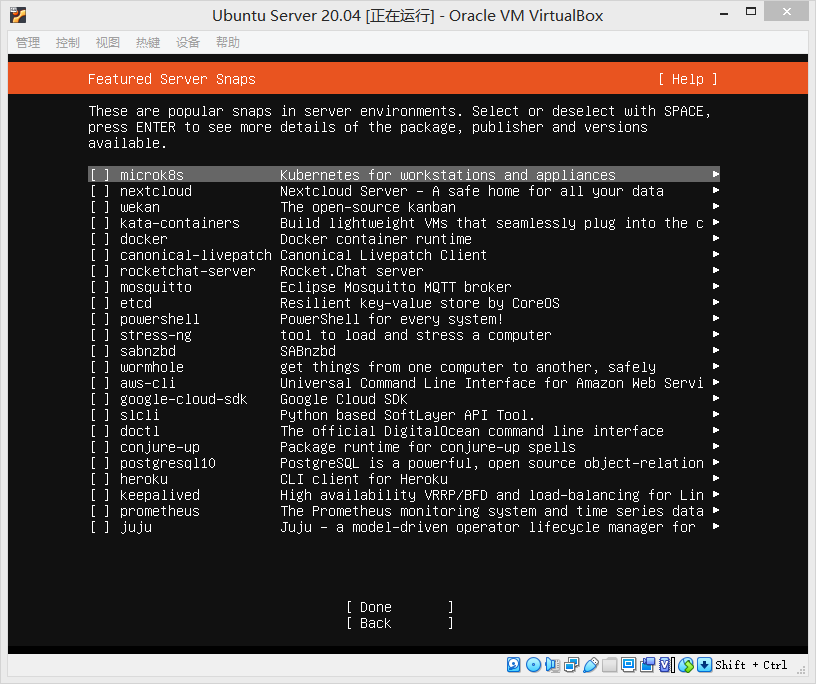 Ubuntu Server 20.04 [正在运行] - Oracle VM VirtualBox
管理 控制 视图 热键 设备 帮助
Featured Server Snaps [ Help ]
These are popular snaps in server environments. Select or deselect with SPACE,
press ENTER to see more details of the package, publisher and versions
available.
[ ] microk8s Kubernetes for workstations and appliances
[ ] nextcloud Nextcloud Server - A safe home for all your data
[ ] wekan The open-source kanban
[ ] kata-containers Build lightweight VMs that seamlessly plug into the c
[ ] docker Docker container runtime
[ ] canonical-livepatch Canonical Livepatch Client
[ ] rocketchat-server Rocket.Chat server
[ ] mosquitto Eclipse Mosquitto MQTT broker
[ ] etcd Resilient key-value store by CoreOS
[ ] powershell PowerShell for every system!
[ ] stress-ng tool to load and stress a computer
[ ] sabnzbd SABnzbd
[ ] wormhole get things from one computer to another, safely
[ ] aws-cli Universal Command Line Interface for Amazon Web Servi
[ ] google-cloud-sdk Google Cloud SDK
[ ] slcli Python based SoftLayer API Tool.
[ ] doctl The official DigitalOcean command line interface
[ ] conjure-up Package runtime for conjure-up spells
[ ] postgresql10 PostgreSQL is a powerful, open source object-relation
[ ] heroku CLI client for Heroku
[ ] keepalived High availability VRRP/BFD and load-balancing for Lin
[ ] prometheus The Prometheus monitoring system and time series data
[ ] juju Juju - a model-driven operator lifecycle manager for
[ Done ]
[ Back ]
Shift + Ctrl